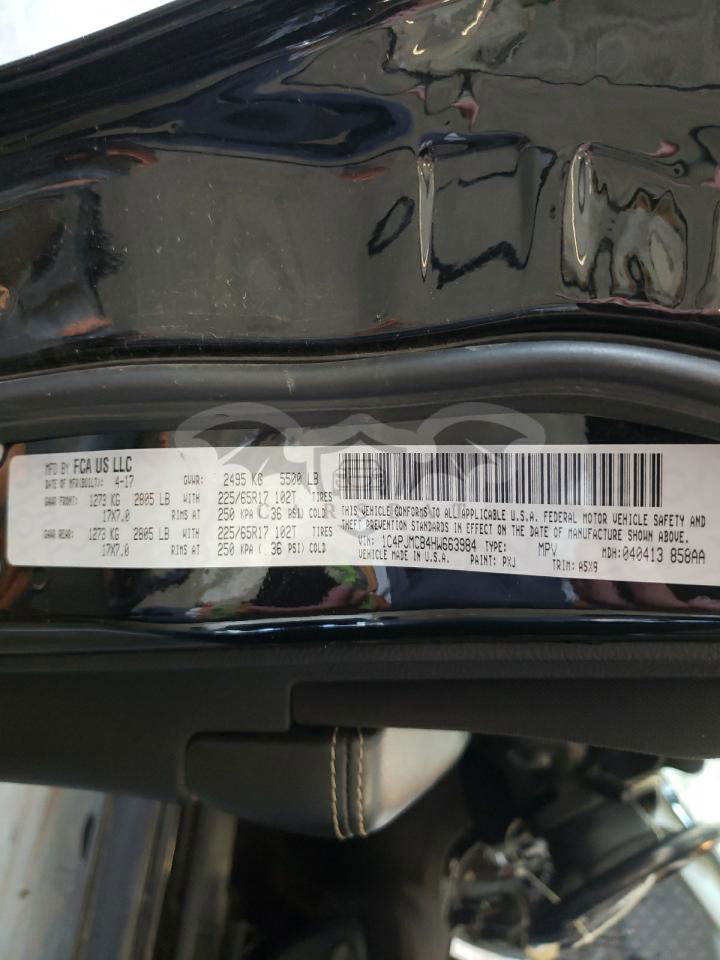 MFD BY FCA US LLC
DATE OF MFR(BUILT): 4-17 GVWR: 2495 KG 5500 LB
GAWR FRONT: 1273 KG 2805 LB WITH 225/65R17 102T TIRES
17X7.0 RIMS AT 250 KPA ( 36 PSI) COLD
GAWR REAR: 1273 KG 2805 LB WITH 225/65R17 102T TIRES
17X7.0 RIMS AT 250 KPA ( 36 PSI) COLD
THIS VEHICLE CONFORMS TO ALL APPLICABLE U.S.A. FEDERAL MOTOR VEHICLE SAFETY AND
THEFT PREVENTION STANDARDS IN EFFECT ON THE DATE OF MANUFACTURE SHOWN ABOVE.
VIN: 1C4PJMCB4HW663984 TYPE: MPV MDH: 040413 858AA
VEHICLE MADE IN U.S.A. PAINT: PXJ TRIM: A5X9